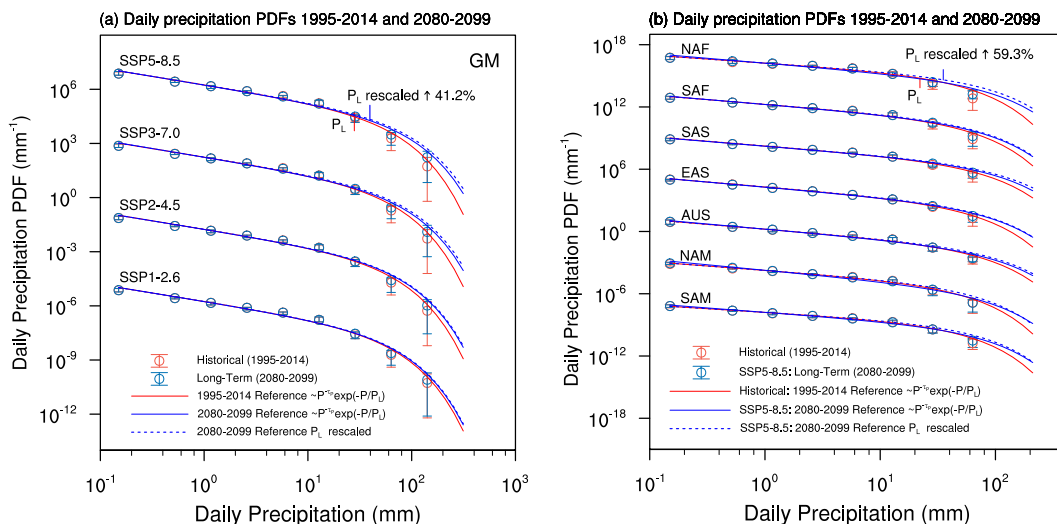 (a) Daily precipitation PDFs 1995-2014 and 2080-2099
GM
SSP5-8.5
P_L rescaled ↑ 41.2%
P_L
SSP3-7.0
SSP2-4.5
SSP1-2.6
Historical (1995-2014)
Long-Term (2080-2099)
1995-2014 Reference ~P^-τ_P exp(-P/P_L)
2080-2099 Reference ~P^-τ_P exp(-P/P_L)
2080-2099 Reference P_L rescaled
10^6
10^3
10^0
10^-3
10^-6
10^-9
10^-12
Daily Precipitation PDF (mm^-1)
10^-1 10^0 10^1 10^2 10^3
Daily Precipitation (mm)
(b) Daily precipitation PDFs 1995-2014 and 2080-2099
NAF
P_L rescaled ↑ 59.3%
P_L
SAF
SAS
EAS
AUS
NAM
SAM
Historical (1995-2014)
SSP5-8.5: Long-Term (2080-2099)
Historical: 1995-2014 Reference ~P^-τ_P exp(-P/P_L)
SSP5-8.5: 2080-2099 Reference ~P^-τ_P exp(-P/P_L)
SSP5-8.5: 2080-2099 Reference P_L rescaled
10^18
10^12
10^6
10^0
10^-6
10^-12
10^-18
Daily Precipitation PDF (mm^-1)
10^-1 10^0 10^1 10^2
Daily Precipitation (mm)